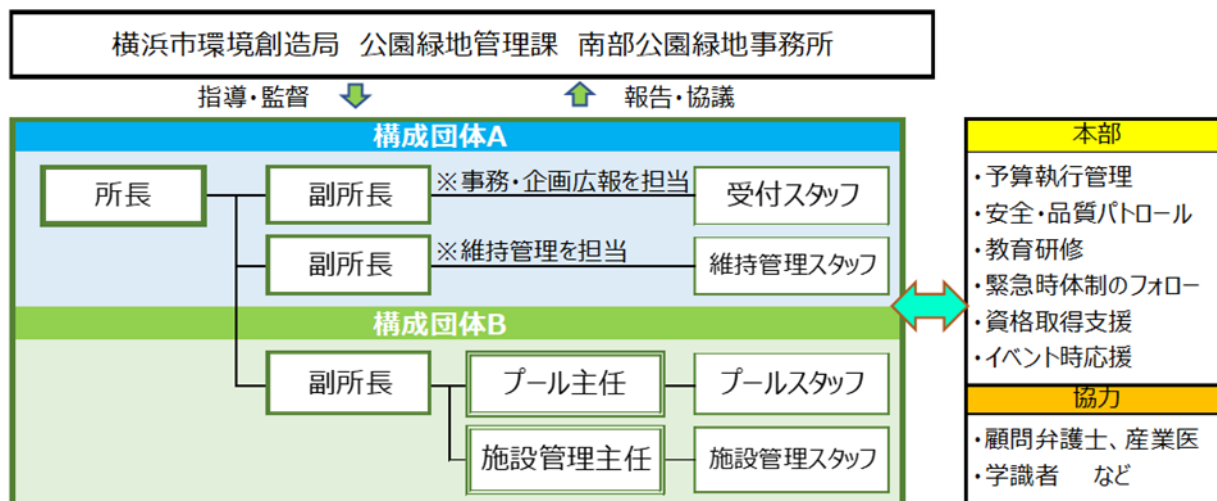 横浜市環境創造局 公園緑地管理課 南部公園緑地事務所
指導・監督
報告・協議
構成団体A
所長
副所長
※事務・企画広報を担当
受付スタッフ
副所長
※維持管理を担当
維持管理スタッフ
構成団体B
副所長
プール主任
プールスタッフ
施設管理主任
施設管理スタッフ
本部
・予算執行管理
・安全・品質パトロール
・教育研修
・緊急時体制のフォロー
・資格取得支援
・イベント時応援
協力
・顧問弁護士、産業医
・学識者 など